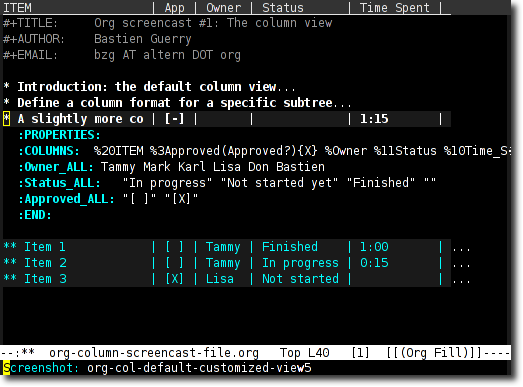 ITEM | App | Owner | Status | Time Spent |
#+TITLE: Org screencast #1: The column view
#+AUTHOR: Bastien Guerry
#+EMAIL: bzg AT altern DOT org
* Introduction: the default column view...
* Define a column format for a specific subtree...
* A slightly more co | [-] | | | 1:15 |
:PROPERTIES:
:COLUMNS: %20ITEM %3Approved(Approved?){X} %Owner %11Status %10Time_S
:Owner_ALL: Tammy Mark Karl Lisa Don Bastien
:Status_ALL: "In progress" "Not started yet" "Finished" ""
:Approved_ALL: "[ ]" "[X]"
:END:
** Item 1 | [ ] | Tammy | Finished | 1:00 | ...
** Item 2 | [ ] | Tammy | In progress | 0:15 | ...
** Item 3 | [X] | Lisa | Not started | | ...
--:** org-column-screencast-file.org Top L40 [1] [[(Org Fill)]]----
Screenshot: org-col-default-customized-view5